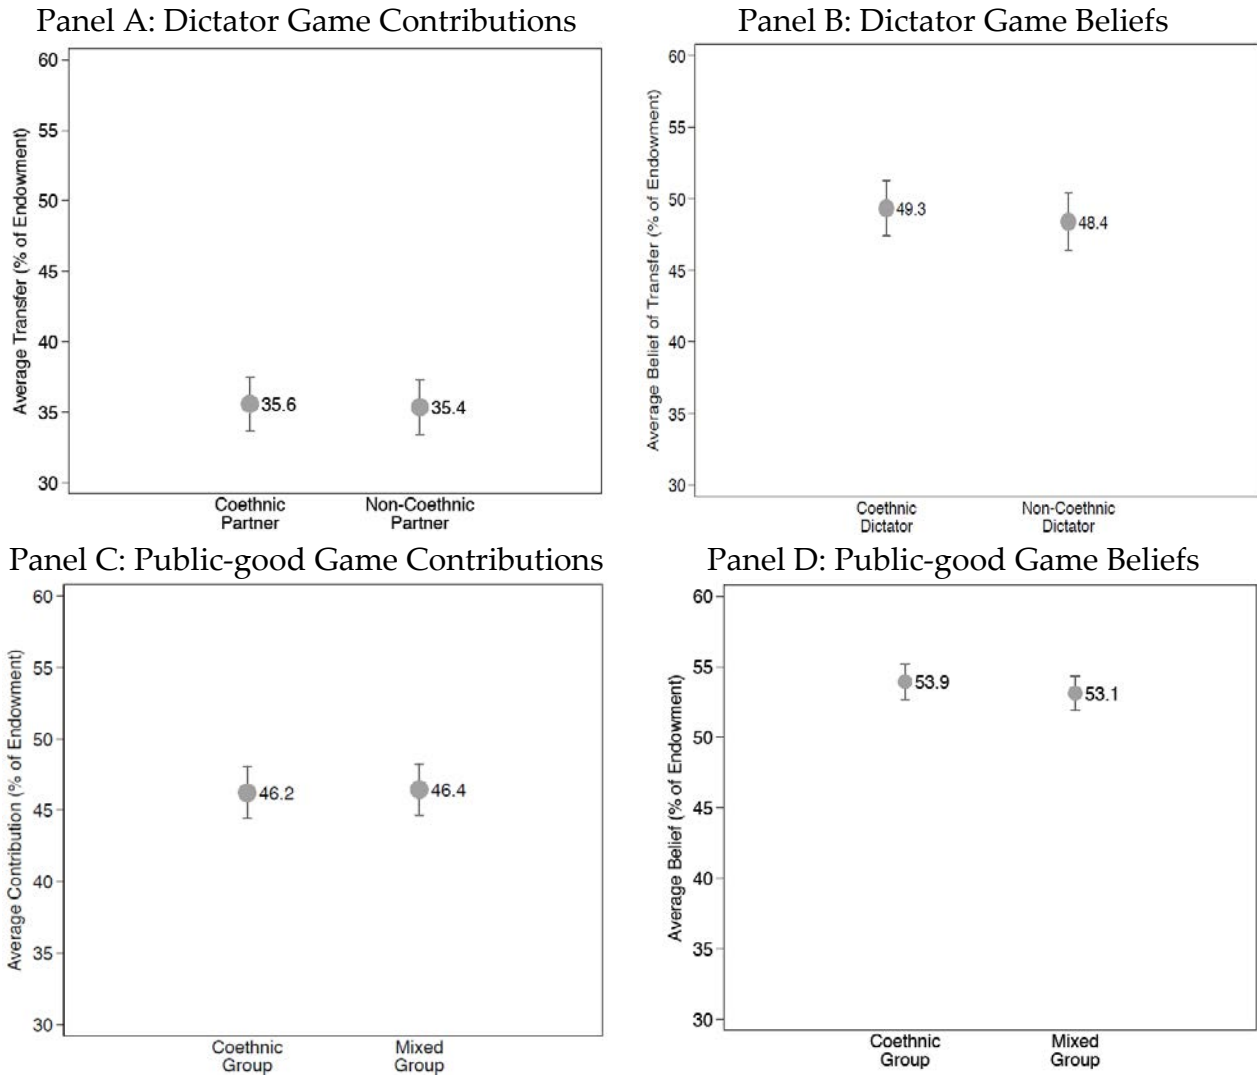 Panel A: Dictator Game Contributions
Average Transfer (% of Endowment)
60
55
50
45
40
35
30
35.6
35.4
Coethnic
Partner
Non-Coethnic
Partner
Panel B: Dictator Game Beliefs
Average Belief of Transfer (% of Endowment)
60
55
50
45
40
35
30
49.3
48.4
Coethnic
Dictator
Non-Coethnic
Dictator
Panel C: Public-good Game Contributions
Average Contribution (% of Endowment)
60
55
50
45
40
35
30
46.2
46.4
Coethnic
Group
Mixed
Group
Panel D: Public-good Game Beliefs
Average Belief (% of Endowment)
60
55
50
45
40
35
30
53.9
53.1
Coethnic
Group
Mixed
Group